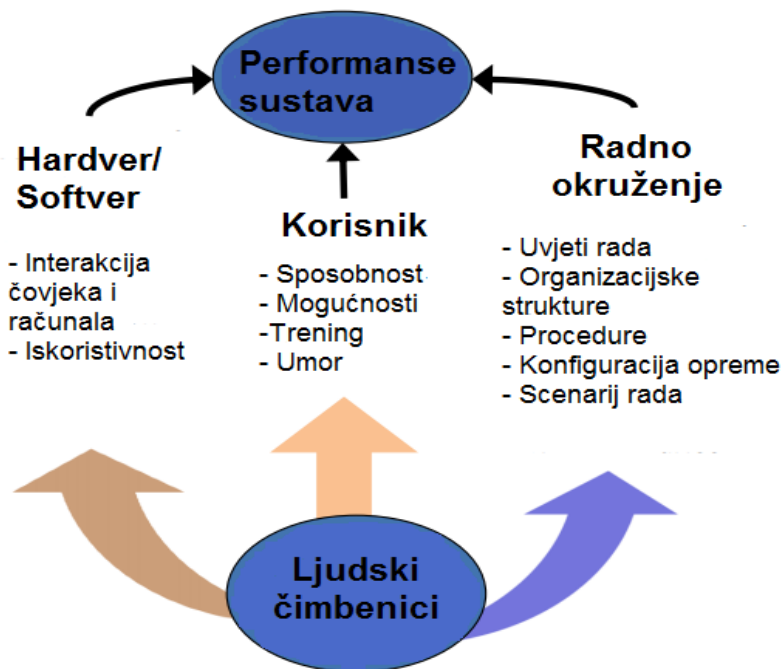 Performanse
sustava
Hardver/
Softver
- Interakcija
čovjeka i
računala
- Iskoristivnost
Korisnik
- Sposobnost
- Mogućnosti
-Trening
- Umor
Radno
okruženje
- Uvjeti rada
- Organizacijske
strukture
- Procedure
- Konfiguracija opreme
- Scenarij rada
Ljudski
čimbenici